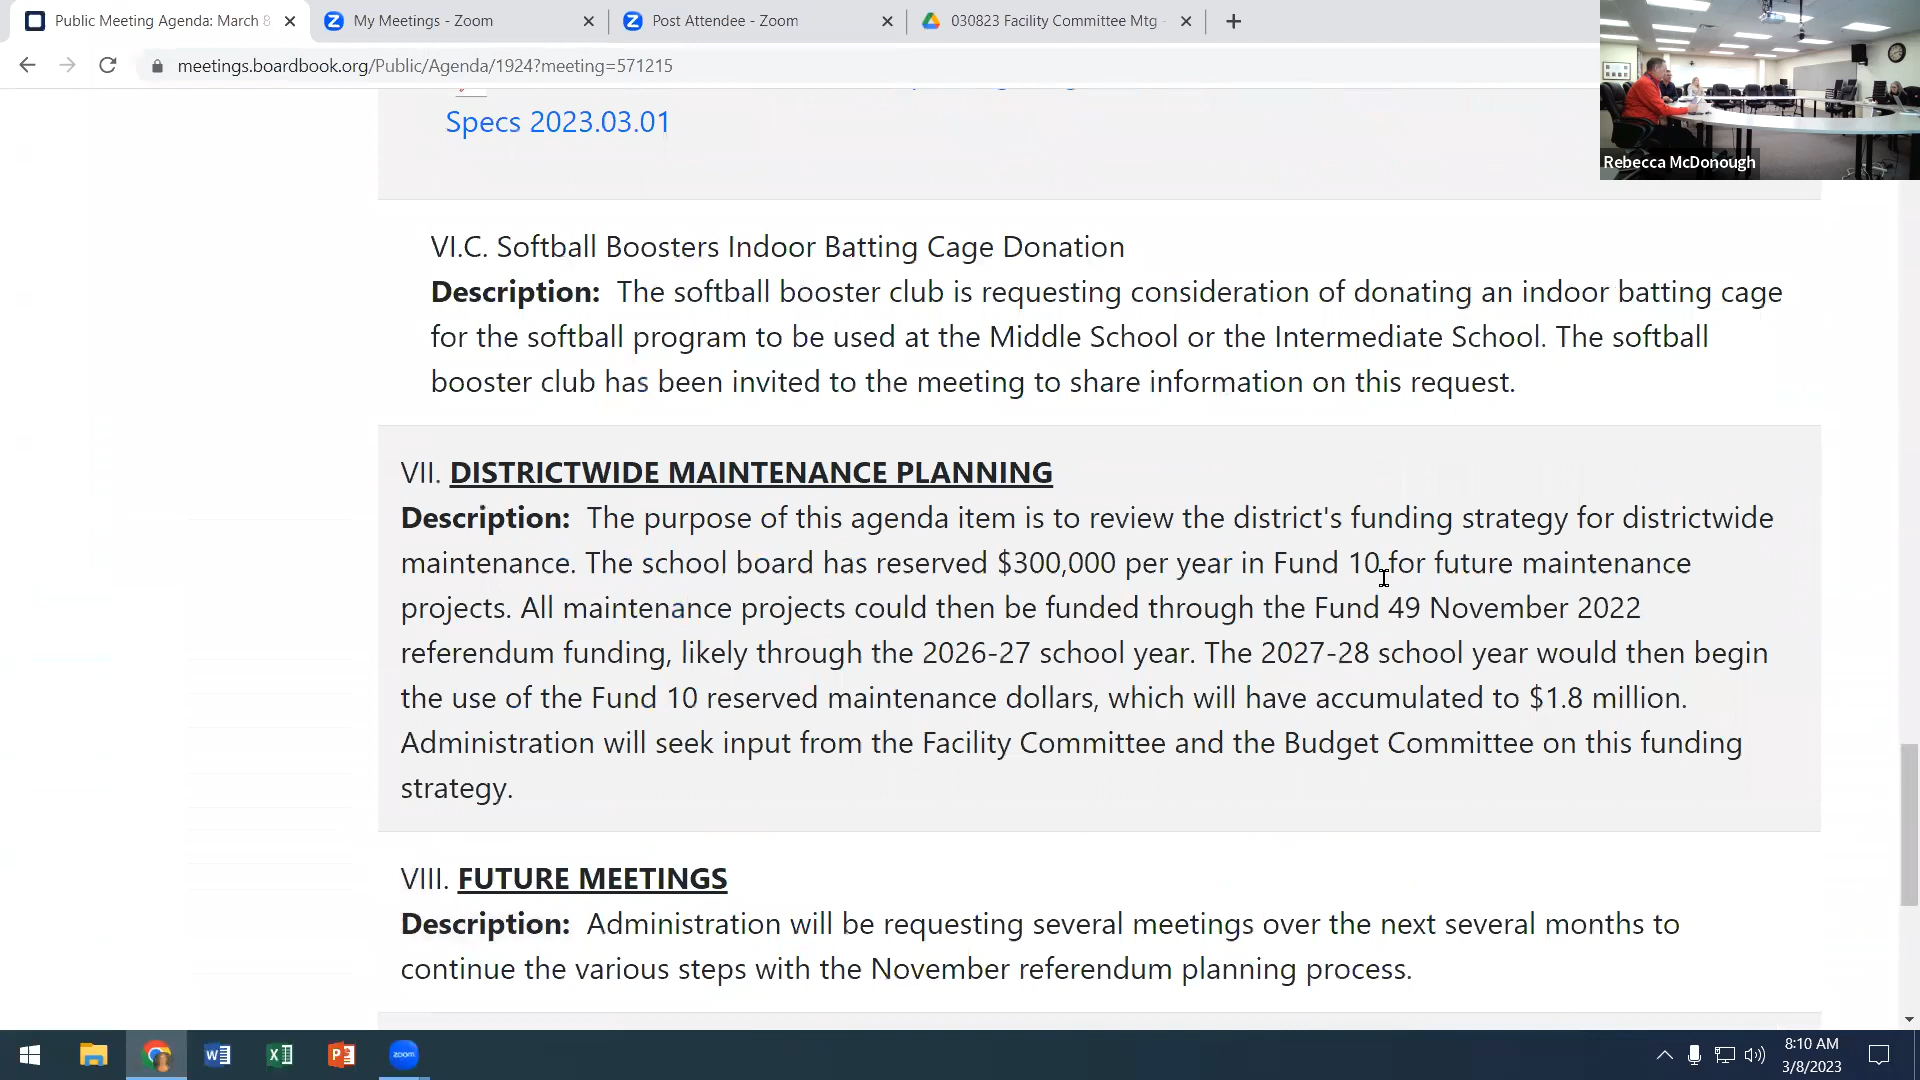 Public Meeting Agenda: March 8
My Meetings - Zoom
Post Attendee - Zoom
030823 Facility Committee Mtg -
meetings.boardbook.org/Public/Agenda/1924?meeting=571215
Rebecca McDonough
Specs 2023.03.01
VI.C. Softball Boosters Indoor Batting Cage Donation
Description: The softball booster club is requesting consideration of donating an indoor batting cage
for the softball program to be used at the Middle School or the Intermediate School. The softball
booster club has been invited to the meeting to share information on this request.
VII. DISTRICTWIDE MAINTENANCE PLANNING
Description: The purpose of this agenda item is to review the district's funding strategy for districtwide
maintenance. The school board has reserved $300,000 per year in Fund 10 for future maintenance
projects. All maintenance projects could then be funded through the Fund 49 November 2022
referendum funding, likely through the 2026-27 school year. The 2027-28 school year would then begin
the use of the Fund 10 reserved maintenance dollars, which will have accumulated to $1.8 million.
Administration will seek input from the Facility Committee and the Budget Committee on this funding
strategy.
VIII. FUTURE MEETINGS
Description: Administration will be requesting several meetings over the next several months to
continue the various steps with the November referendum planning process.
zoom
8:10 AM
3/8/2023